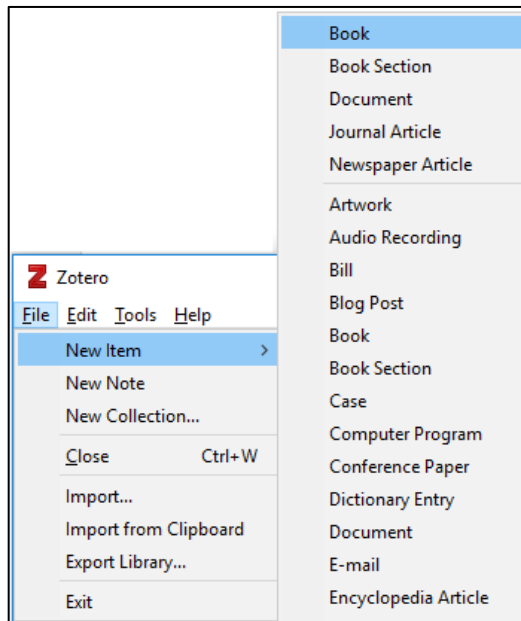 Book
Book Section
Document
Journal Article
Newspaper Article
Artwork
Audio Recording
Bill
Blog Post
Book
Book Section
Case
Computer Program
Conference Paper
Dictionary Entry
Document
E-mail
Encyclopedia Article
Z Zotero
File Edit Tools Help
New Item >
New Note
New Collection...
Close Ctrl+W
Import...
Import from Clipboard
Export Library...
Exit